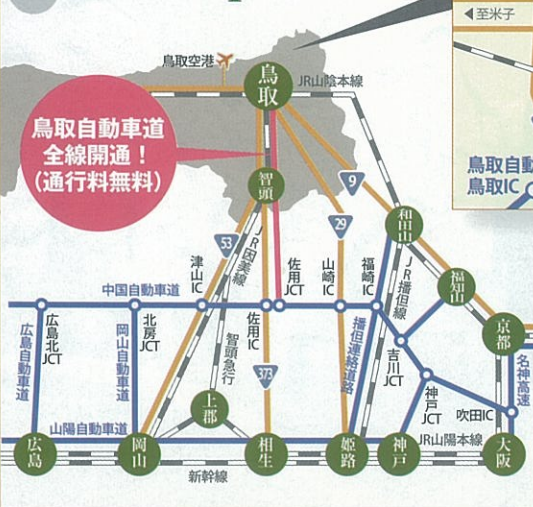 ◀至米子
鳥取空港
鳥取
JR山陰本線
鳥取自動車道
全線開通！
(通行料無料)
鳥取自動
鳥取IC
智頭
9
和田山
29
53
JR因美線
津山IC
佐用JCT
山崎IC
福崎IC
JR播但線
福知山
中国自動車道
広島自動車道
広島北JCT
岡山自動車道
北房JCT
智頭急行
佐用IC
播但連絡道路
吉川JCT
京都
名神高速
373
神戸JCT
上郡
吹田IC
山陽自動車道
JR山陽本線
広島
岡山
相生
姫路
神戸
大阪
新幹線